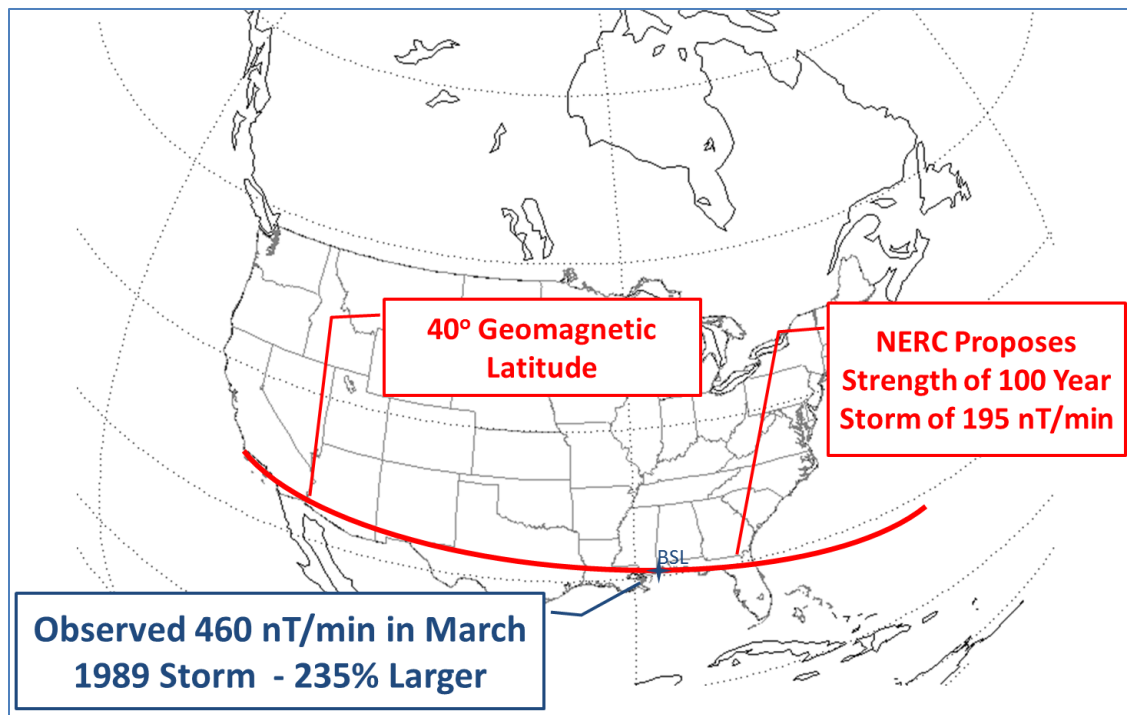 40° Geomagnetic
Latitude
NERC Proposes
Strength of 100 Year
Storm of 195 nT/min
BSL
Observed 460 nT/min in March
1989 Storm - 235% Larger